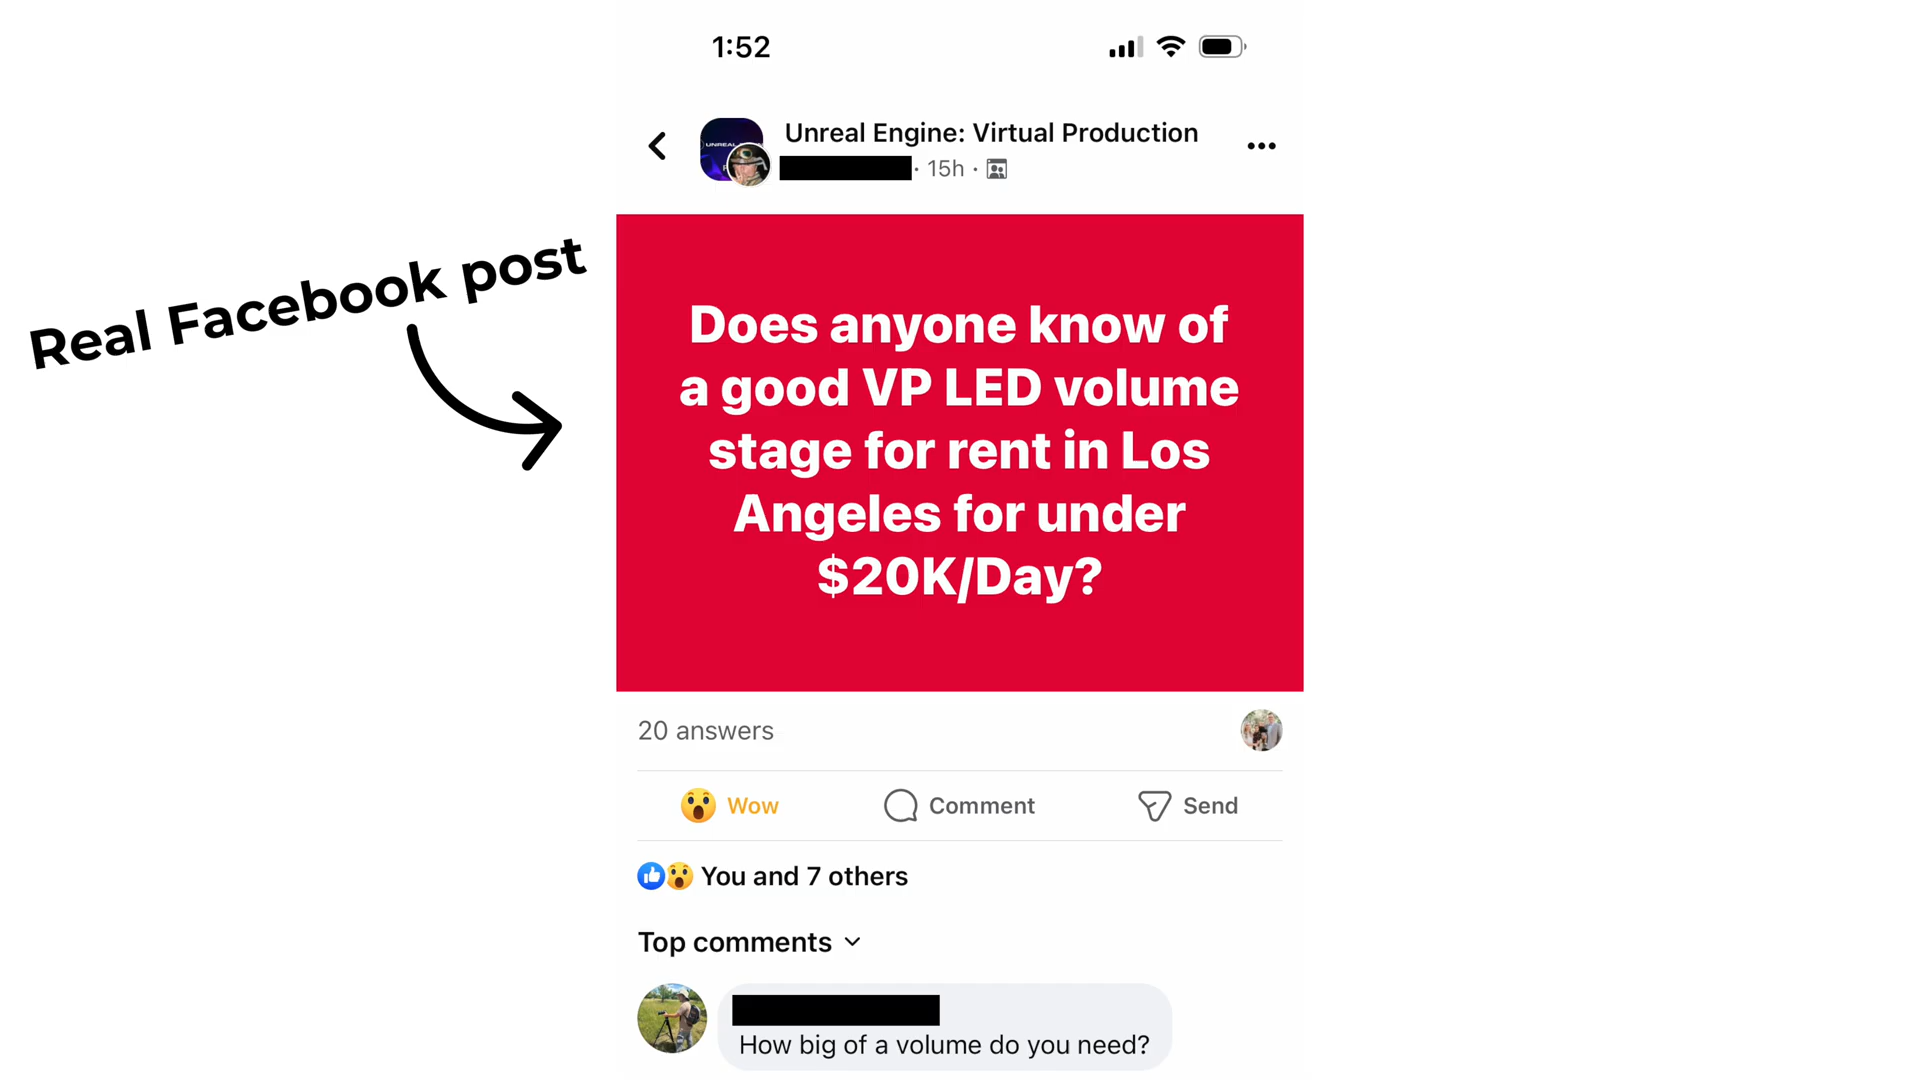 1:52
Unreal Engine: Virtual Production
· 15h ·
UNREAL
Real Facebook post
Does anyone know of
a good VP LED volume
stage for rent in Los
Angeles for under
$20K/Day?
20 answers
Wow
Comment
Send
You and 7 others
Top comments
How big of a volume do you need?